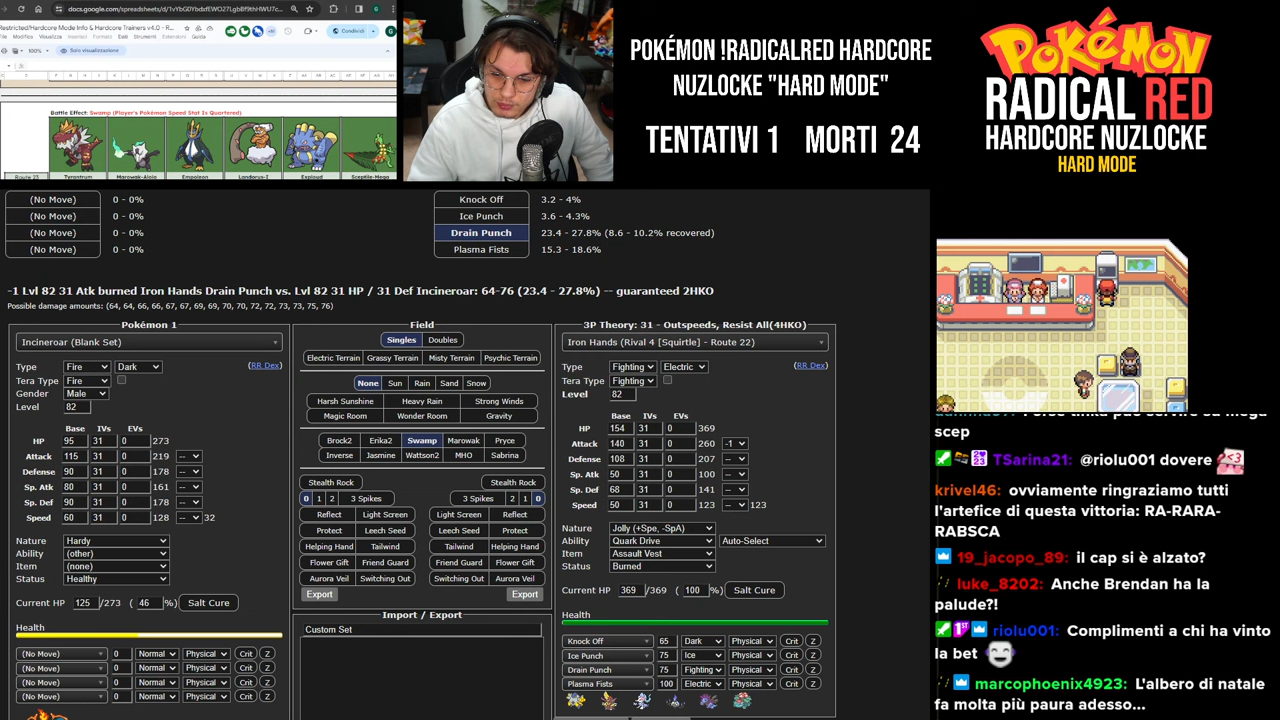 docs.google.com/spreadsheets/d/
Restricted/Hardcore Mode Info & Hardcore Trainers v4.0 - R...
Condividi
100%
Solo visualizzazione
Battle Effect: Swamp (Player's Pokémon Speed Stat Is Quartered)
Route 23 Tyrantrum Marowak-Alola Empoleon Landorus-I Exploud Sceptile-Mega
POKÉMON !RADICALRED HARDCORE
NUZLOCKE "HARD MODE"
TENTATIVI 1 MORTI 24
POKéMON
RADICAL RED
HARDCORE NUZLOCKE
HARD MODE
(No Move) 0 - 0% Knock Off 3.2 - 4%
(No Move) 0 - 0% Ice Punch 3.6 - 4.3%
(No Move) 0 - 0% Drain Punch 23.4 - 27.8% (8.6 - 10.2% recovered)
(No Move) 0 - 0% Plasma Fists 15.3 - 18.6%
-1 Lvl 82 31 Atk burned Iron Hands Drain Punch vs. Lvl 82 31 HP / 31 Def Incineroar: 64-76 (23.4 - 27.8%) -- guaranteed 2HKO
Possible damage amounts: (64, 64, 66, 66, 67, 67, 69, 69, 70, 70, 72, 72, 73, 73, 75, 76)
Pokémon 1
Incineroar (Blank Set)
Type Fire Dark (RR Dex)
Tera Type Fire
Gender Male
Level 82
Base IVs EVs
HP 95 31 0 273
Attack 115 31 0 219 --
Defense 90 31 0 178 --
Sp. Atk 80 31 0 161 --
Sp. Def 90 31 0 178 --
Speed 60 31 0 128 -- 32
Nature Hardy
Ability (other)
Item (none)
Status Healthy
Current HP 125 /273 ( 46 %) Salt Cure
Health
(No Move) 0 Normal Physical Crit Z
(No Move) 0 Normal Physical Crit Z
(No Move) 0 Normal Physical Crit Z
(No Move) 0 Normal Physical Crit Z
Field
Singles Doubles
Electric Terrain Grassy Terrain Misty Terrain Psychic Terrain
None Sun Rain Sand Snow
Harsh Sunshine Heavy Rain Strong Winds
Magic Room Wonder Room Gravity
Brock2 Erika2 Swamp Marowak Pryce
Inverse Jasmine Wattson2 MHO Sabrina
Stealth Rock Stealth Rock
0 1 2 3 Spikes 3 Spikes 2 1 0
Reflect Light Screen Light Screen Reflect
Protect Leech Seed Leech Seed Protect
Helping Hand Tailwind Tailwind Helping Hand
Flower Gift Friend Guard Friend Guard Flower Gift
Aurora Veil Switching Out Switching Out Aurora Veil
Export Export
Import / Export
Custom Set
3P Theory: 31 - Outspeeds, Resist All(4HKO)
Iron Hands (Rival 4 [Squirtle] - Route 22)
Type Fighting Electric (RR Dex)
Tera Type Fighting
Level 82
Base IVs EVs
HP 154 31 0 369
Attack 140 31 0 260 -1
Defense 108 31 0 207 --
Sp. Atk 50 31 0 100 --
Sp. Def 68 31 0 141 --
Speed 50 31 0 123 -- 123
Nature Jolly (+Spe, -SpA)
Ability Quark Drive Auto-Select
Item Assault Vest
Status Burned
Current HP 369 /369 ( 100 %) Salt Cure
Health
Knock Off 65 Dark Physical Crit Z
Ice Punch 75 Ice Physical Crit Z
Drain Punch 75 Fighting Physical Crit Z
Plasma Fists 100 Electric Physical Crit Z
scep
TSarina21: @riolu001 dovere
krivel46: ovviamente ringraziamo tutti
l'artefice di questa vittoria: RA-RARA-
RABSCA
19_jacopo_89: il cap si è alzato?
luke_8202: Anche Brendan ha la
palude?!
riolu001: Complimenti a chi ha vinto
la bet
marcophoenix4923: L'albero di natale
fa molta più paura adesso...